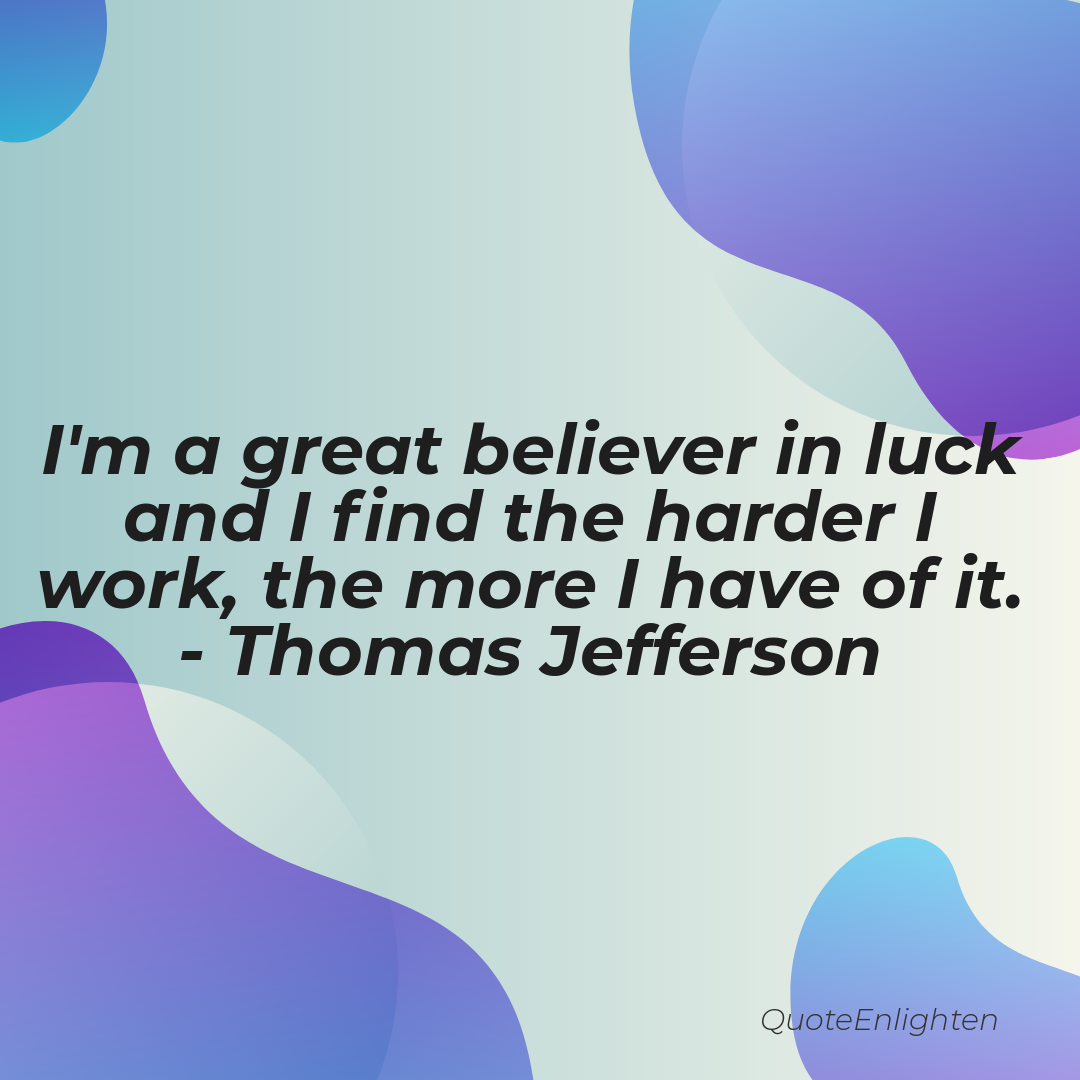 I'm a great believer in luck
and I find the harder I
work, the more I have of it.
- Thomas Jefferson
QuoteEnlighten